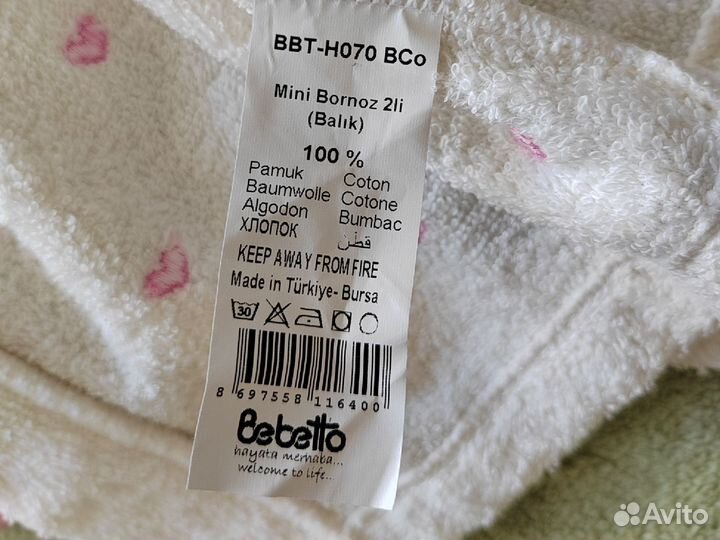 BBT-H070 BCo
Mini Bornoz 2li
(Balık)
100 %
Pamuk Coton
Baumwolle Cotone
Algodon Bumbac
ХЛОПОК قطن
KEEP AWAY FROM FIRE
Made in Türkiye- Bursa
30
8 697558 116400
Bebetto
hayata merhaba...
welcome to life...
Avito